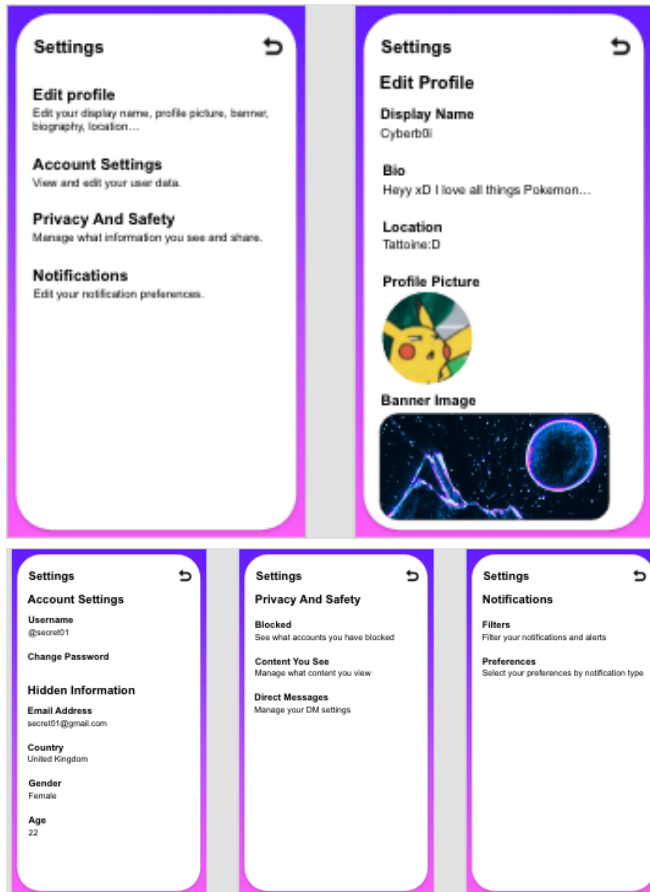 Settings
Edit profile
Edit your display name, profile picture, banner,
biography, location...
Account Settings
View and edit your user data.
Privacy And Safety
Manage what information you see and share.
Notifications
Edit your notification preferences.
Settings
Edit Profile
Display Name
Cyberb0i
Bio
Heyy xD I love all things Pokemon...
Location
Tattoine:D
Profile Picture
Banner Image
Settings
Account Settings
Username
@secret01
Change Password
Hidden Information
Email Address
secret01@gmail.com
Country
United Kingdom
Gender
Female
Age
22
Settings
Privacy And Safety
Blocked
See what accounts you have blocked
Content You See
Manage what content you view
Direct Messages
Manage your DM settings
Settings
Notifications
Filters
Filter your notifications and alerts
Preferences
Select your preferences by notification type